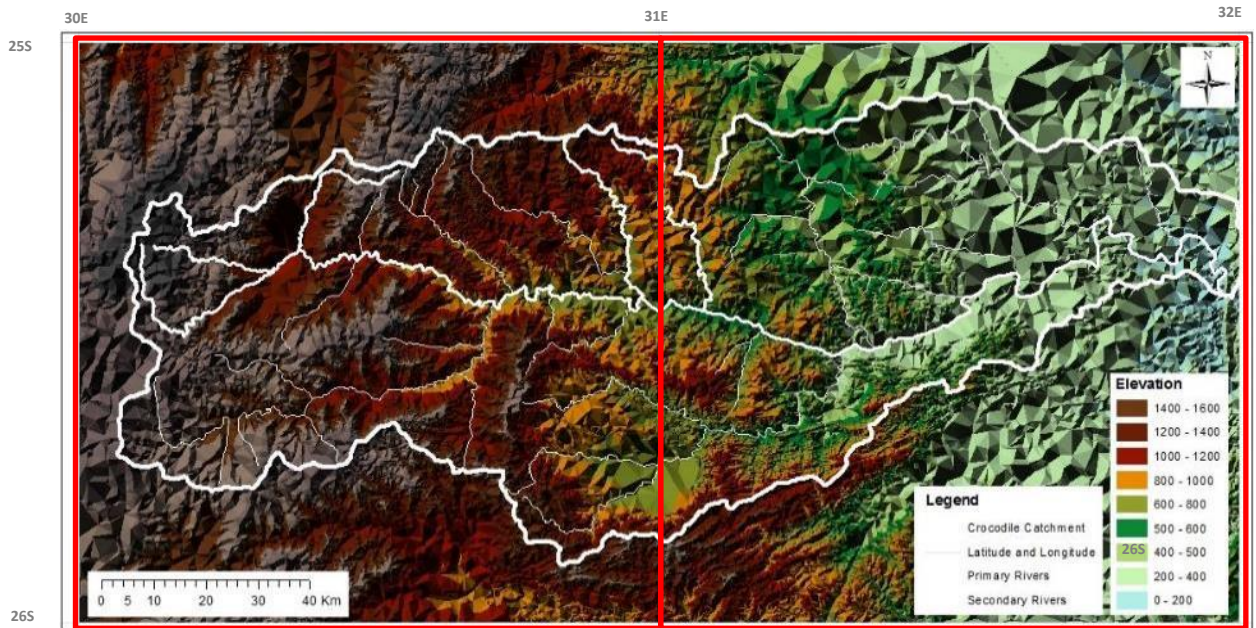 30E
31E
32E
25S
N
Elevation
1400 - 1600
1200 - 1400
1000 - 1200
800 - 1000
600 - 800
500 - 600
400 - 500
200 - 400
0 - 200
Legend
Crocodile Catchment
Latitude and Longitude
Primary Rivers
Secondary Rivers
26S
0 5 10 20 30 40 Km
26S